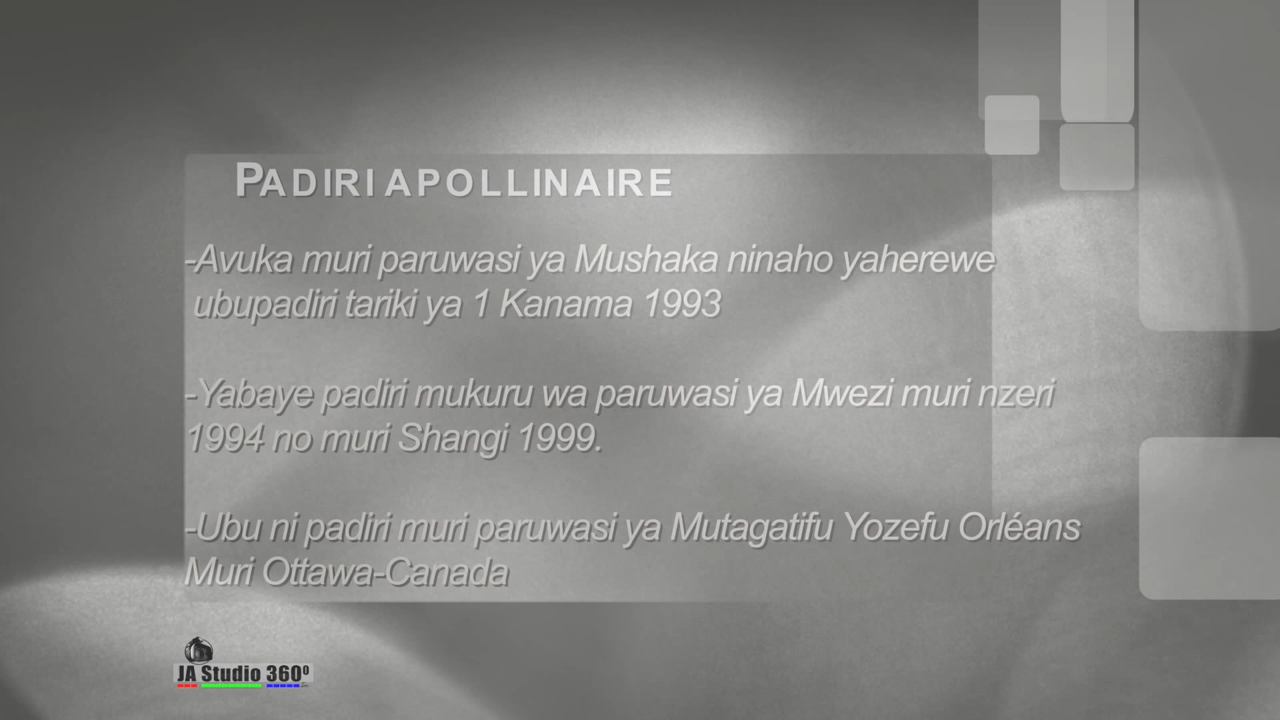 PADIRI APOLLINAIRE
-Avuka muri paruwasi ya Mushaka ninaho yaherewe
ubupadiri tariki ya 1 Kanama 1993
-Yabaye padiri mukuru wa paruwasi ya Mwezi muri nzeri
1994 no muri Shangi 1999.
-Ubu ni padiri muri paruwasi ya Mutagatifu Yozefu Orléans
Muri Ottawa-Canada
JA Studio 360⁰